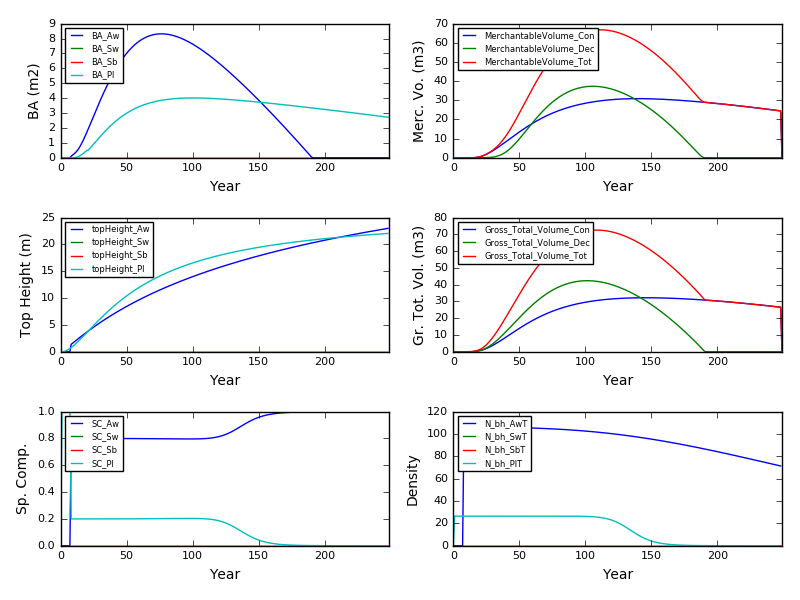 BA (m2)
9
8
7
6
5
4
3
2
1
0
BA_Aw
BA_Sw
BA_Sb
BA_Pl
0 50 100 150 200
Year
Merc. Vo. (m3)
70
60
50
40
30
20
10
0
MerchantableVolume_Con
MerchantableVolume_Dec
MerchantableVolume_Tot
0 50 100 150 200
Year
Top Height (m)
25
20
15
10
5
0
topHeight_Aw
topHeight_Sw
topHeight_Sb
topHeight_Pl
0 50 100 150 200
Year
Gr. Tot. Vol. (m3)
80
70
60
50
40
30
20
10
0
Gross_Total_Volume_Con
Gross_Total_Volume_Dec
Gross_Total_Volume_Tot
0 50 100 150 200
Year
Sp. Comp.
1.0
0.8
0.6
0.4
0.2
0.0
SC_Aw
SC_Sw
SC_Sb
SC_Pl
0 50 100 150 200
Year
Density
120
100
80
60
40
20
0
N_bh_AwT
N_bh_SwT
N_bh_SbT
N_bh_PlT
0 50 100 150 200
Year